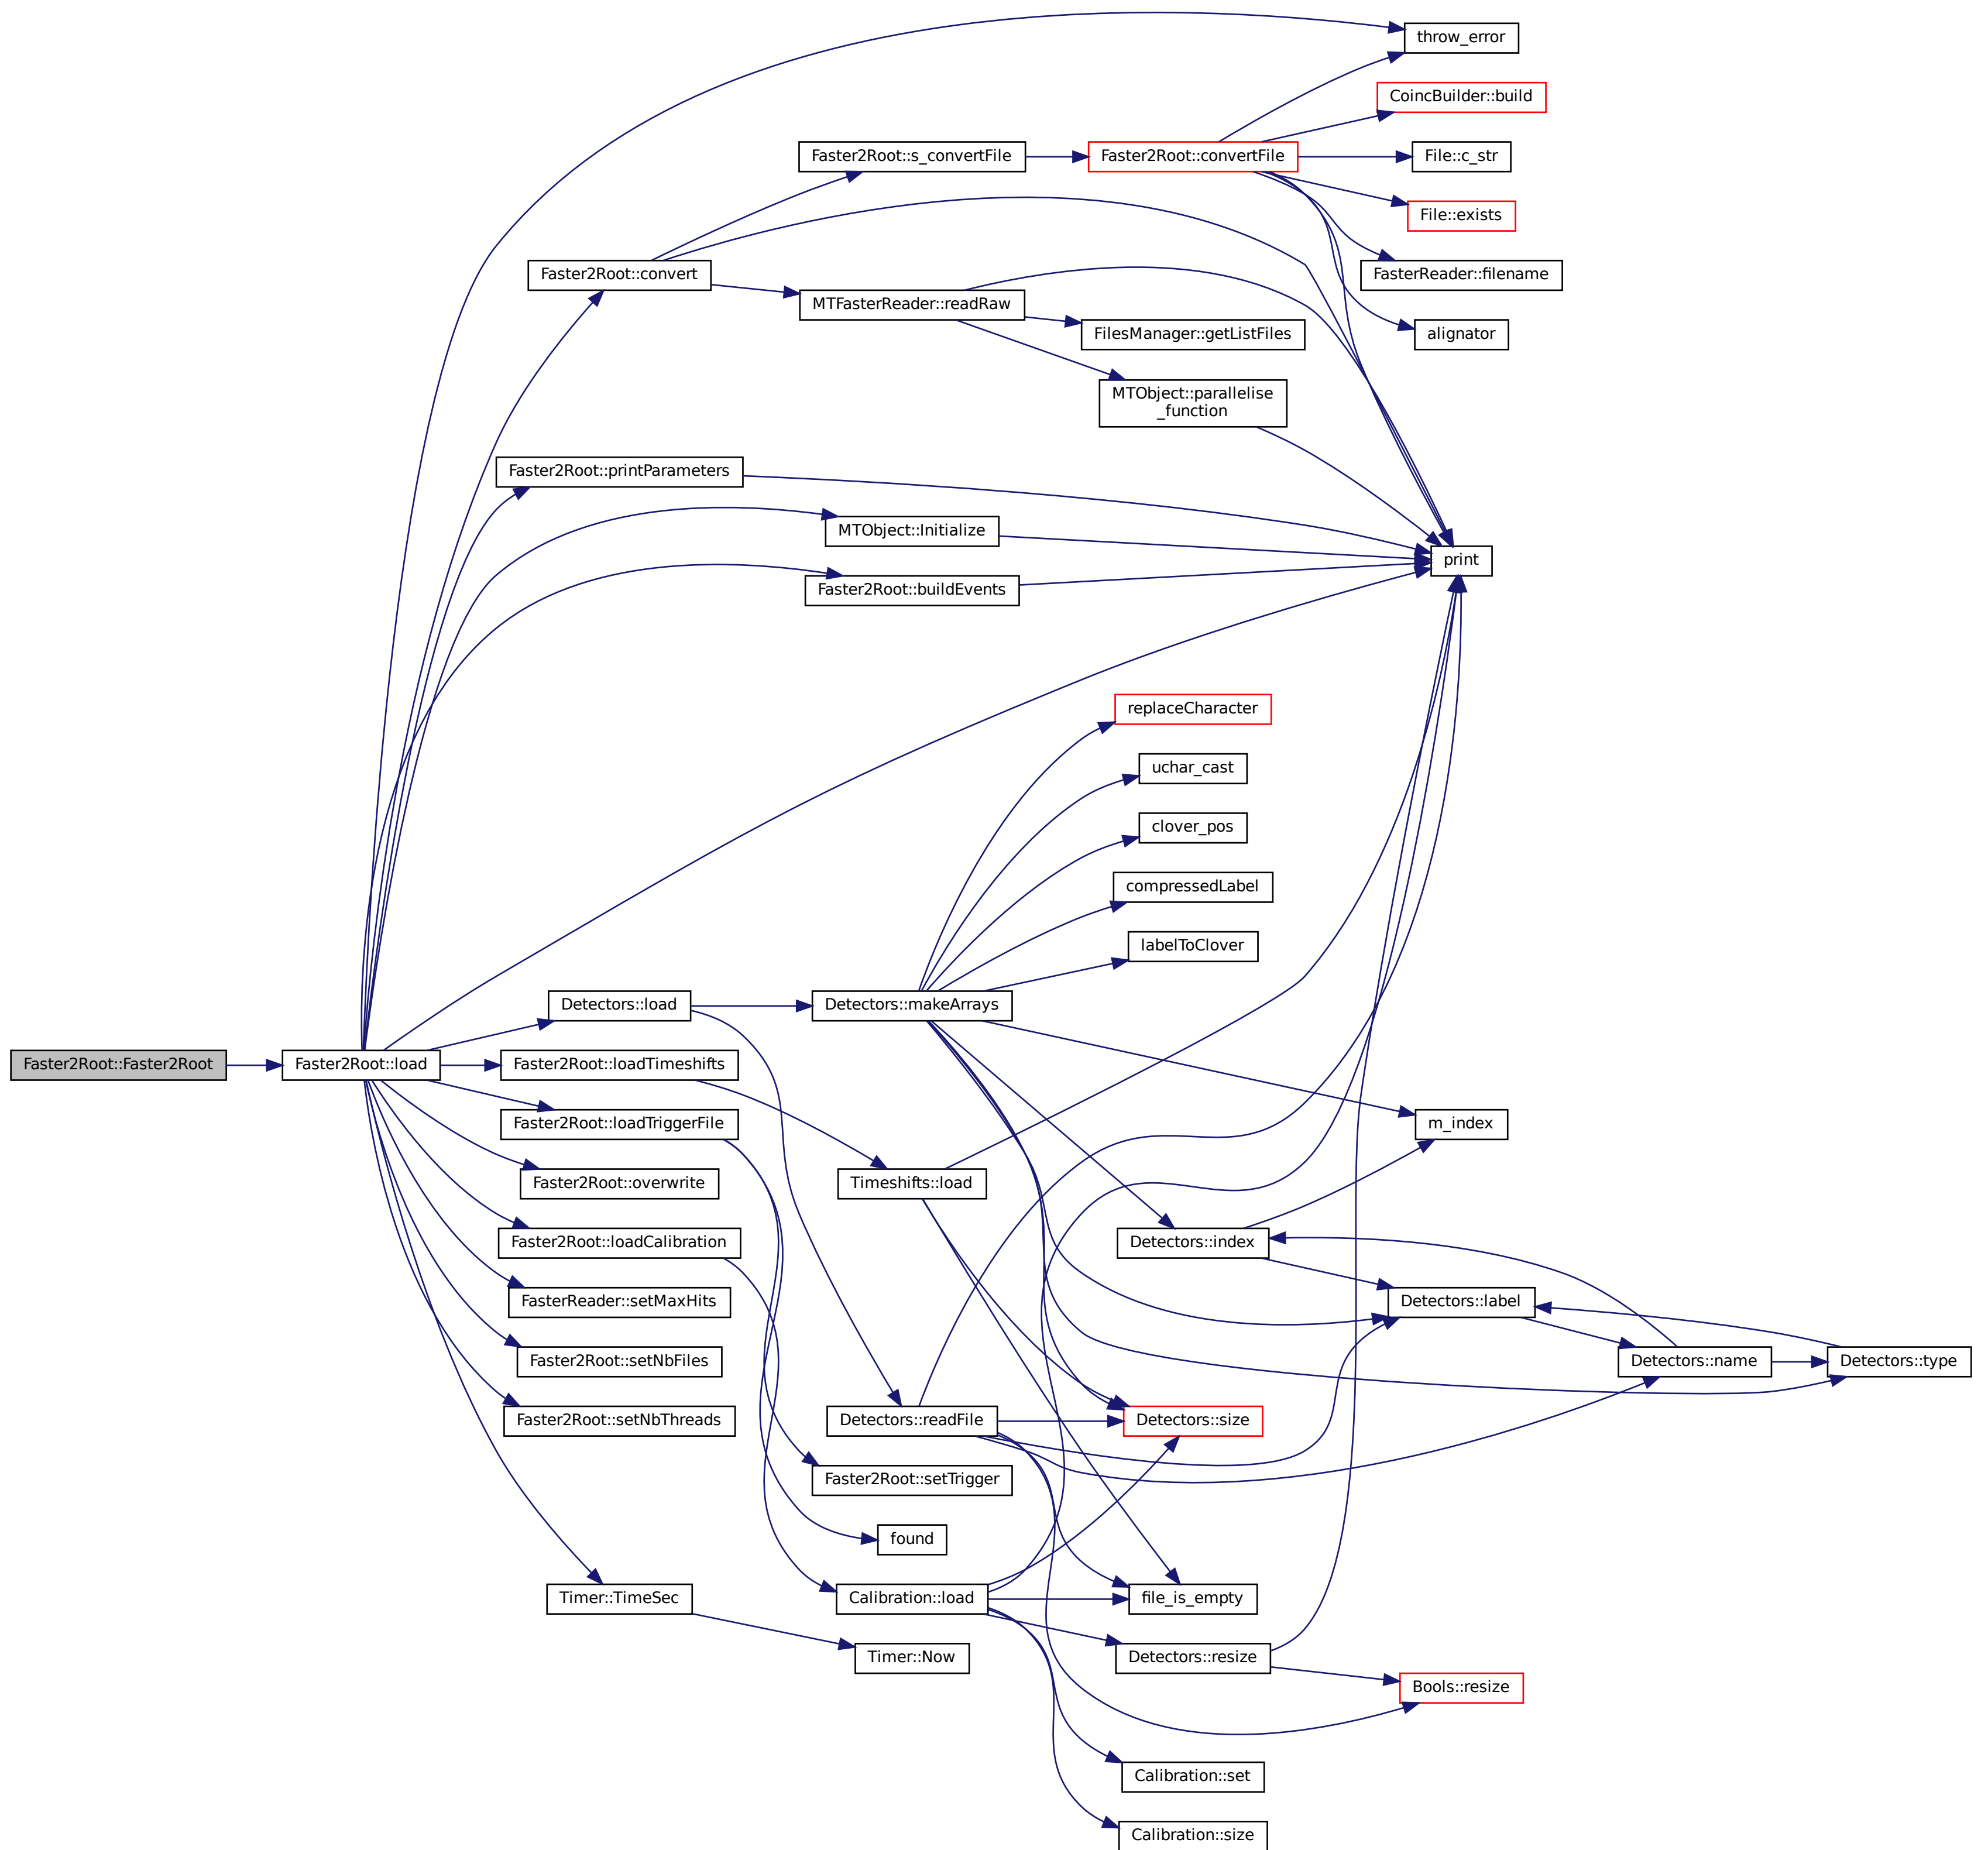 throw_error
CoincBuilder::build
Faster2Root::s_convertFile
Faster2Root::convertFile
File::c_str
File::exists
Faster2Root::convert
FasterReader::filename
MTFasterReader::readRaw
FilesManager::getListFiles
alignator
MTObject::parallelise
_function
Faster2Root::printParameters
MTObject::Initialize
print
Faster2Root::buildEvents
replaceCharacter
uchar_cast
clover_pos
compressedLabel
labelToClover
Detectors::load
Detectors::makeArrays
Faster2Root::Faster2Root
Faster2Root::load
Faster2Root::loadTimeshifts
Faster2Root::loadTriggerFile
m_index
Faster2Root::overwrite
Timeshifts::load
Faster2Root::loadCalibration
Detectors::index
FasterReader::setMaxHits
Detectors::label
Faster2Root::setNbFiles
Detectors::name
Detectors::type
Faster2Root::setNbThreads
Detectors::readFile
Detectors::size
Faster2Root::setTrigger
found
Timer::TimeSec
Calibration::load
file_is_empty
Timer::Now
Detectors::resize
Bools::resize
Calibration::set
Calibration::size